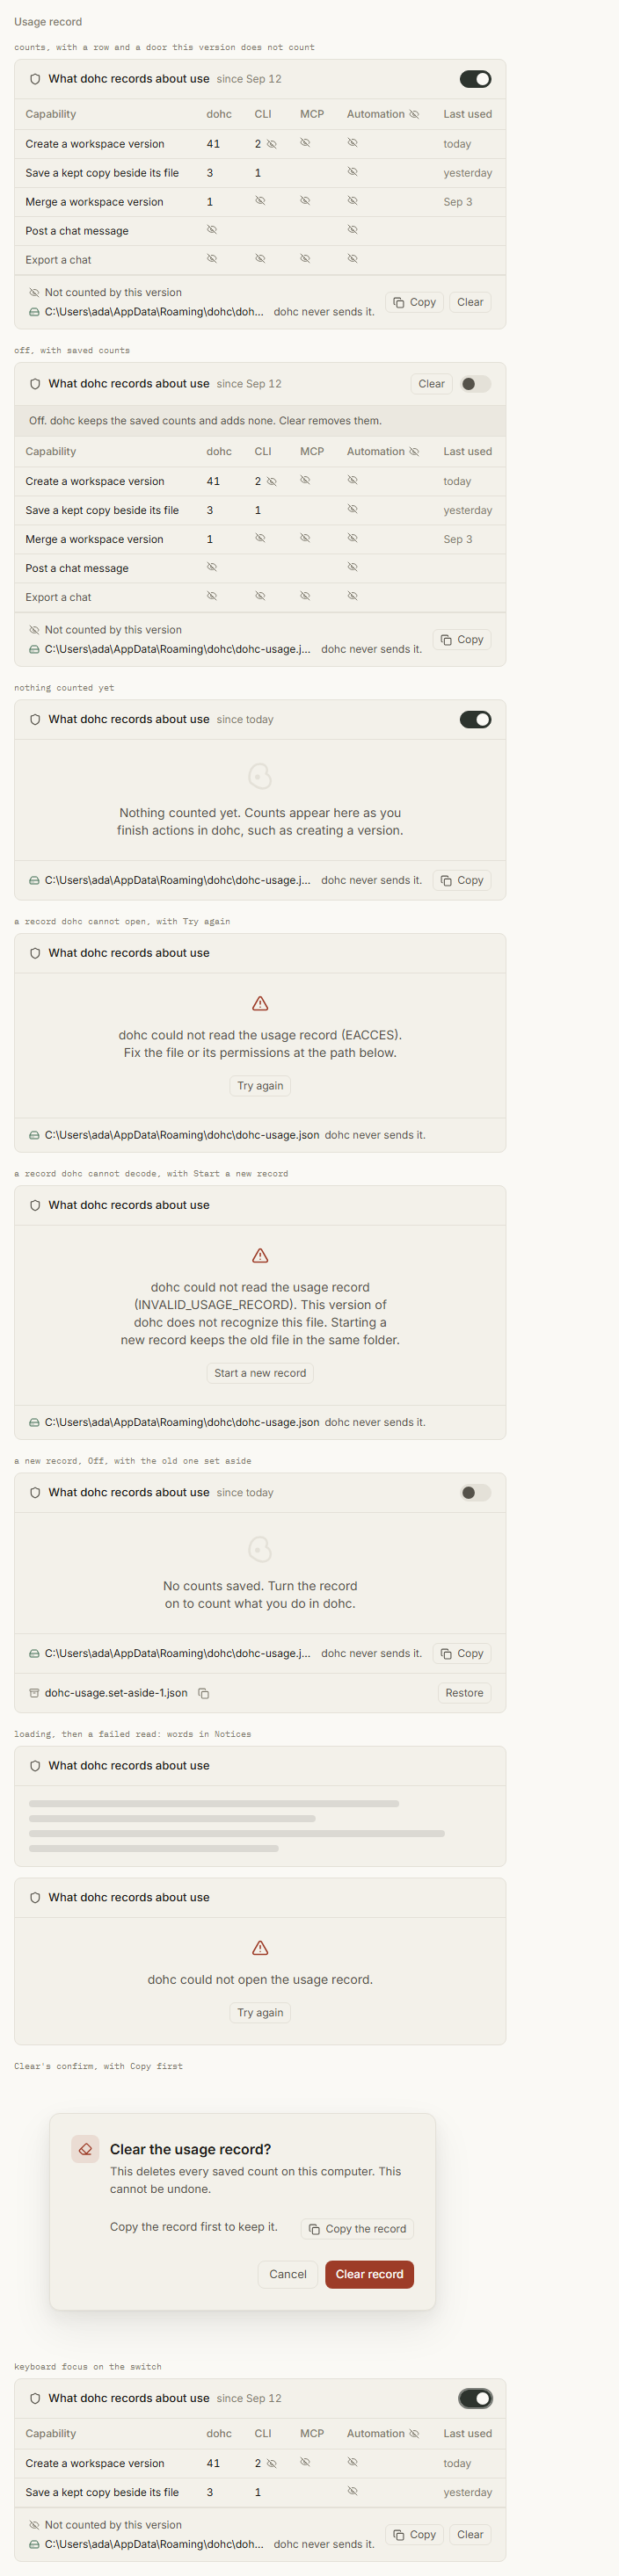 Usage record
counts, with a row and a door this version does not count
What dohc records about use since Sep 12
Capability dohc CLI MCP Automation Last used
Create a workspace version 41 2 today
Save a kept copy beside its file 3 1 yesterday
Merge a workspace version 1 Sep 3
Post a chat message
Export a chat
Not counted by this version
C:\Users\ada\AppData\Roaming\dohc\doh... dohc never sends it. Copy Clear
off, with saved counts
What dohc records about use since Sep 12 Clear
Off. dohc keeps the saved counts and adds none. Clear removes them.
Capability dohc CLI MCP Automation Last used
Create a workspace version 41 2 today
Save a kept copy beside its file 3 1 yesterday
Merge a workspace version 1 Sep 3
Post a chat message
Export a chat
Not counted by this version
C:\Users\ada\AppData\Roaming\dohc\dohc-usage.j... dohc never sends it. Copy
nothing counted yet
What dohc records about use since today
Nothing counted yet. Counts appear here as you
finish actions in dohc, such as creating a version.
C:\Users\ada\AppData\Roaming\dohc\dohc-usage.j... dohc never sends it. Copy
a record dohc cannot open, with Try again
What dohc records about use
dohc could not read the usage record (EACCES).
Fix the file or its permissions at the path below.
Try again
C:\Users\ada\AppData\Roaming\dohc\dohc-usage.json dohc never sends it.
a record dohc cannot decode, with Start a new record
What dohc records about use
dohc could not read the usage record
(INVALID_USAGE_RECORD). This version of
dohc does not recognize this file. Starting a
new record keeps the old file in the same folder.
Start a new record
C:\Users\ada\AppData\Roaming\dohc\dohc-usage.json dohc never sends it.
a new record, Off, with the old one set aside
What dohc records about use since today
No counts saved. Turn the record
on to count what you do in dohc.
C:\Users\ada\AppData\Roaming\dohc\dohc-usage.j... dohc never sends it. Copy
dohc-usage.set-aside-1.json Restore
loading, then a failed read: words in Notices
What dohc records about use
What dohc records about use
dohc could not open the usage record.
Try again
Clear's confirm, with Copy first
Clear the usage record?
This deletes every saved count on this computer. This
cannot be undone.
Copy the record first to keep it. Copy the record
Cancel Clear record
keyboard focus on the switch
What dohc records about use since Sep 12
Capability dohc CLI MCP Automation Last used
Create a workspace version 41 2 today
Save a kept copy beside its file 3 1 yesterday
Not counted by this version
C:\Users\ada\AppData\Roaming\dohc\doh... dohc never sends it. Copy Clear